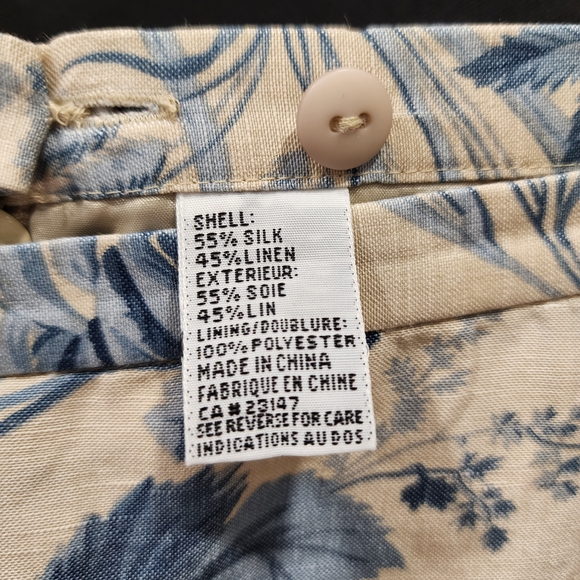 SHELL:
55% SILK
45% LINEN
EXTERIEUR:
55% SOIE
45% LIN
LINING/DOUBLURE:
100% POLYESTER
MADE IN CHINA
FABRIQUE EN CHINE
CA # 23147
SEE REVERSE FOR CARE
INDICATIONS AU DOS